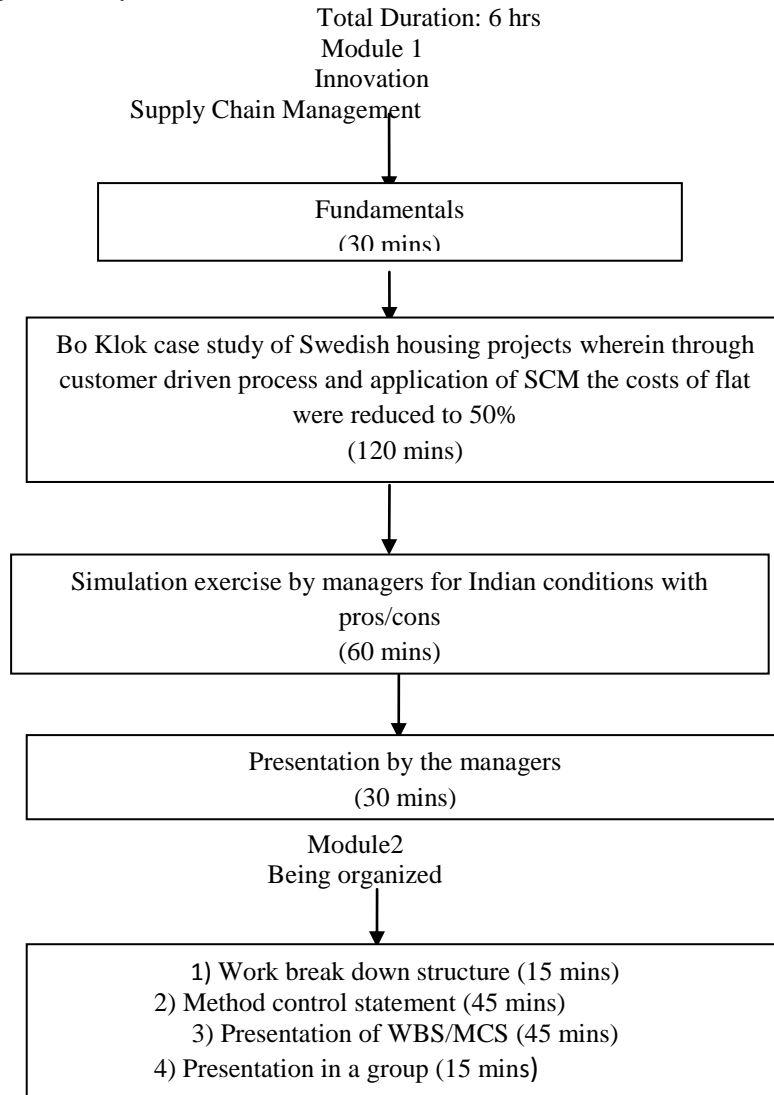 Total Duration: 6 hrs
Module 1
Innovation
Supply Chain Management
Fundamentals
(30 mins)
Bo Klok case study of Swedish housing projects wherein through
customer driven process and application of SCM the costs of flat
were reduced to 50%
(120 mins)
Simulation exercise by managers for Indian conditions with
pros/cons
(60 mins)
Presentation by the managers
(30 mins)
Module2
Being organized
1) Work break down structure (15 mins)
2) Method control statement (45 mins)
3) Presentation of WBS/MCS (45 mins)
4) Presentation in a group (15 mins)